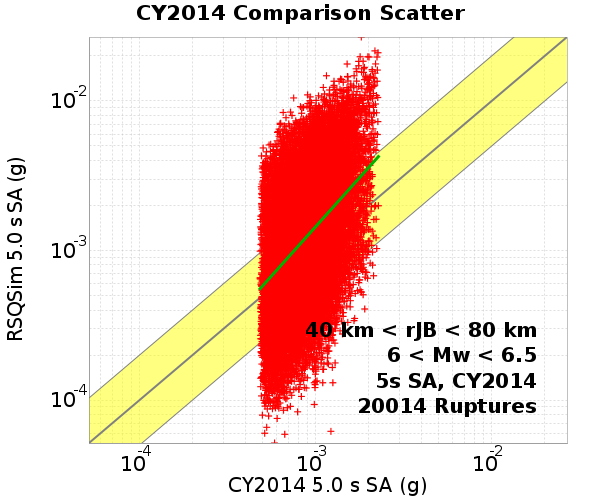 CY2014 Comparison Scatter
RSQSim 5.0 s SA (g)
10-2
10-3
10-4
40 km < rJB < 80 km
6 < Mw < 6.5
5s SA, CY2014
20014 Ruptures
10-4 10-3 10-2
CY2014 5.0 s SA (g)